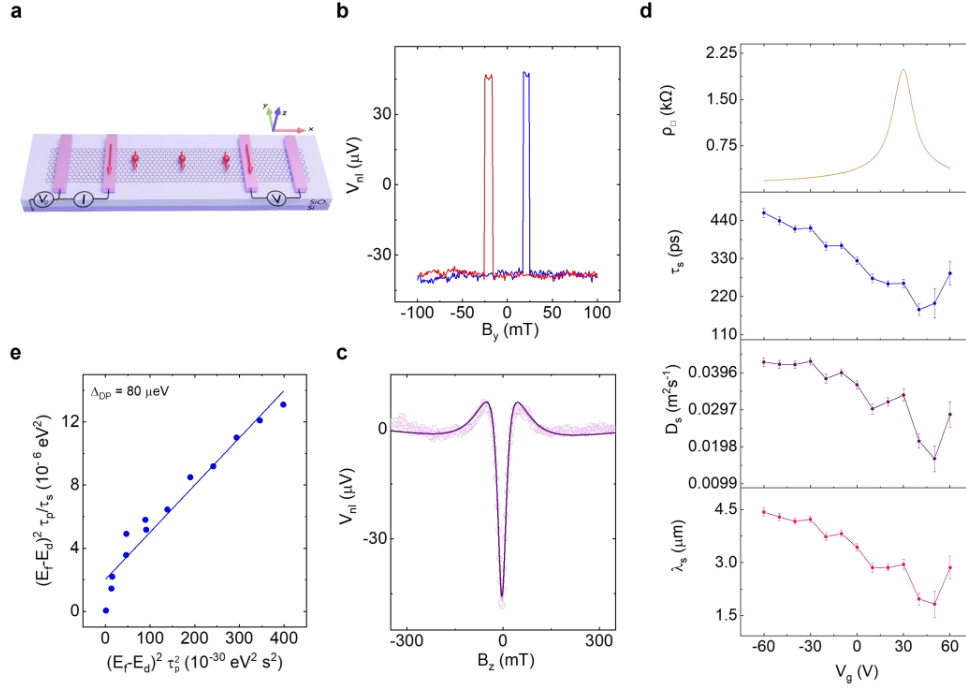 a
y
z
x
V_g
I
V
SiO₂
Si
b
V_nl (μV)
30
0
-30
-100 -50 0 50 100
B_y (mT)
c
V_nl (μV)
0
-30
-300 0 300
B_z (mT)
d
ρ_□ (kΩ)
2.25
1.50
0.75
τ_s (ps)
440
330
220
110
D_s (m²s⁻¹)
0.0396
0.0297
0.0198
0.0099
λ_s (μm)
4.5
3.0
1.5
-60 -30 0 30 60
V_g (V)
e
Δ_DP = 80 μeV
(E_f-E_d)² τ_p/τ_s (10⁻⁶ eV²)
12
8
4
0
0 100 200 300 400
(E_f-E_d)² τ_p² (10⁻³⁰ eV² s²)